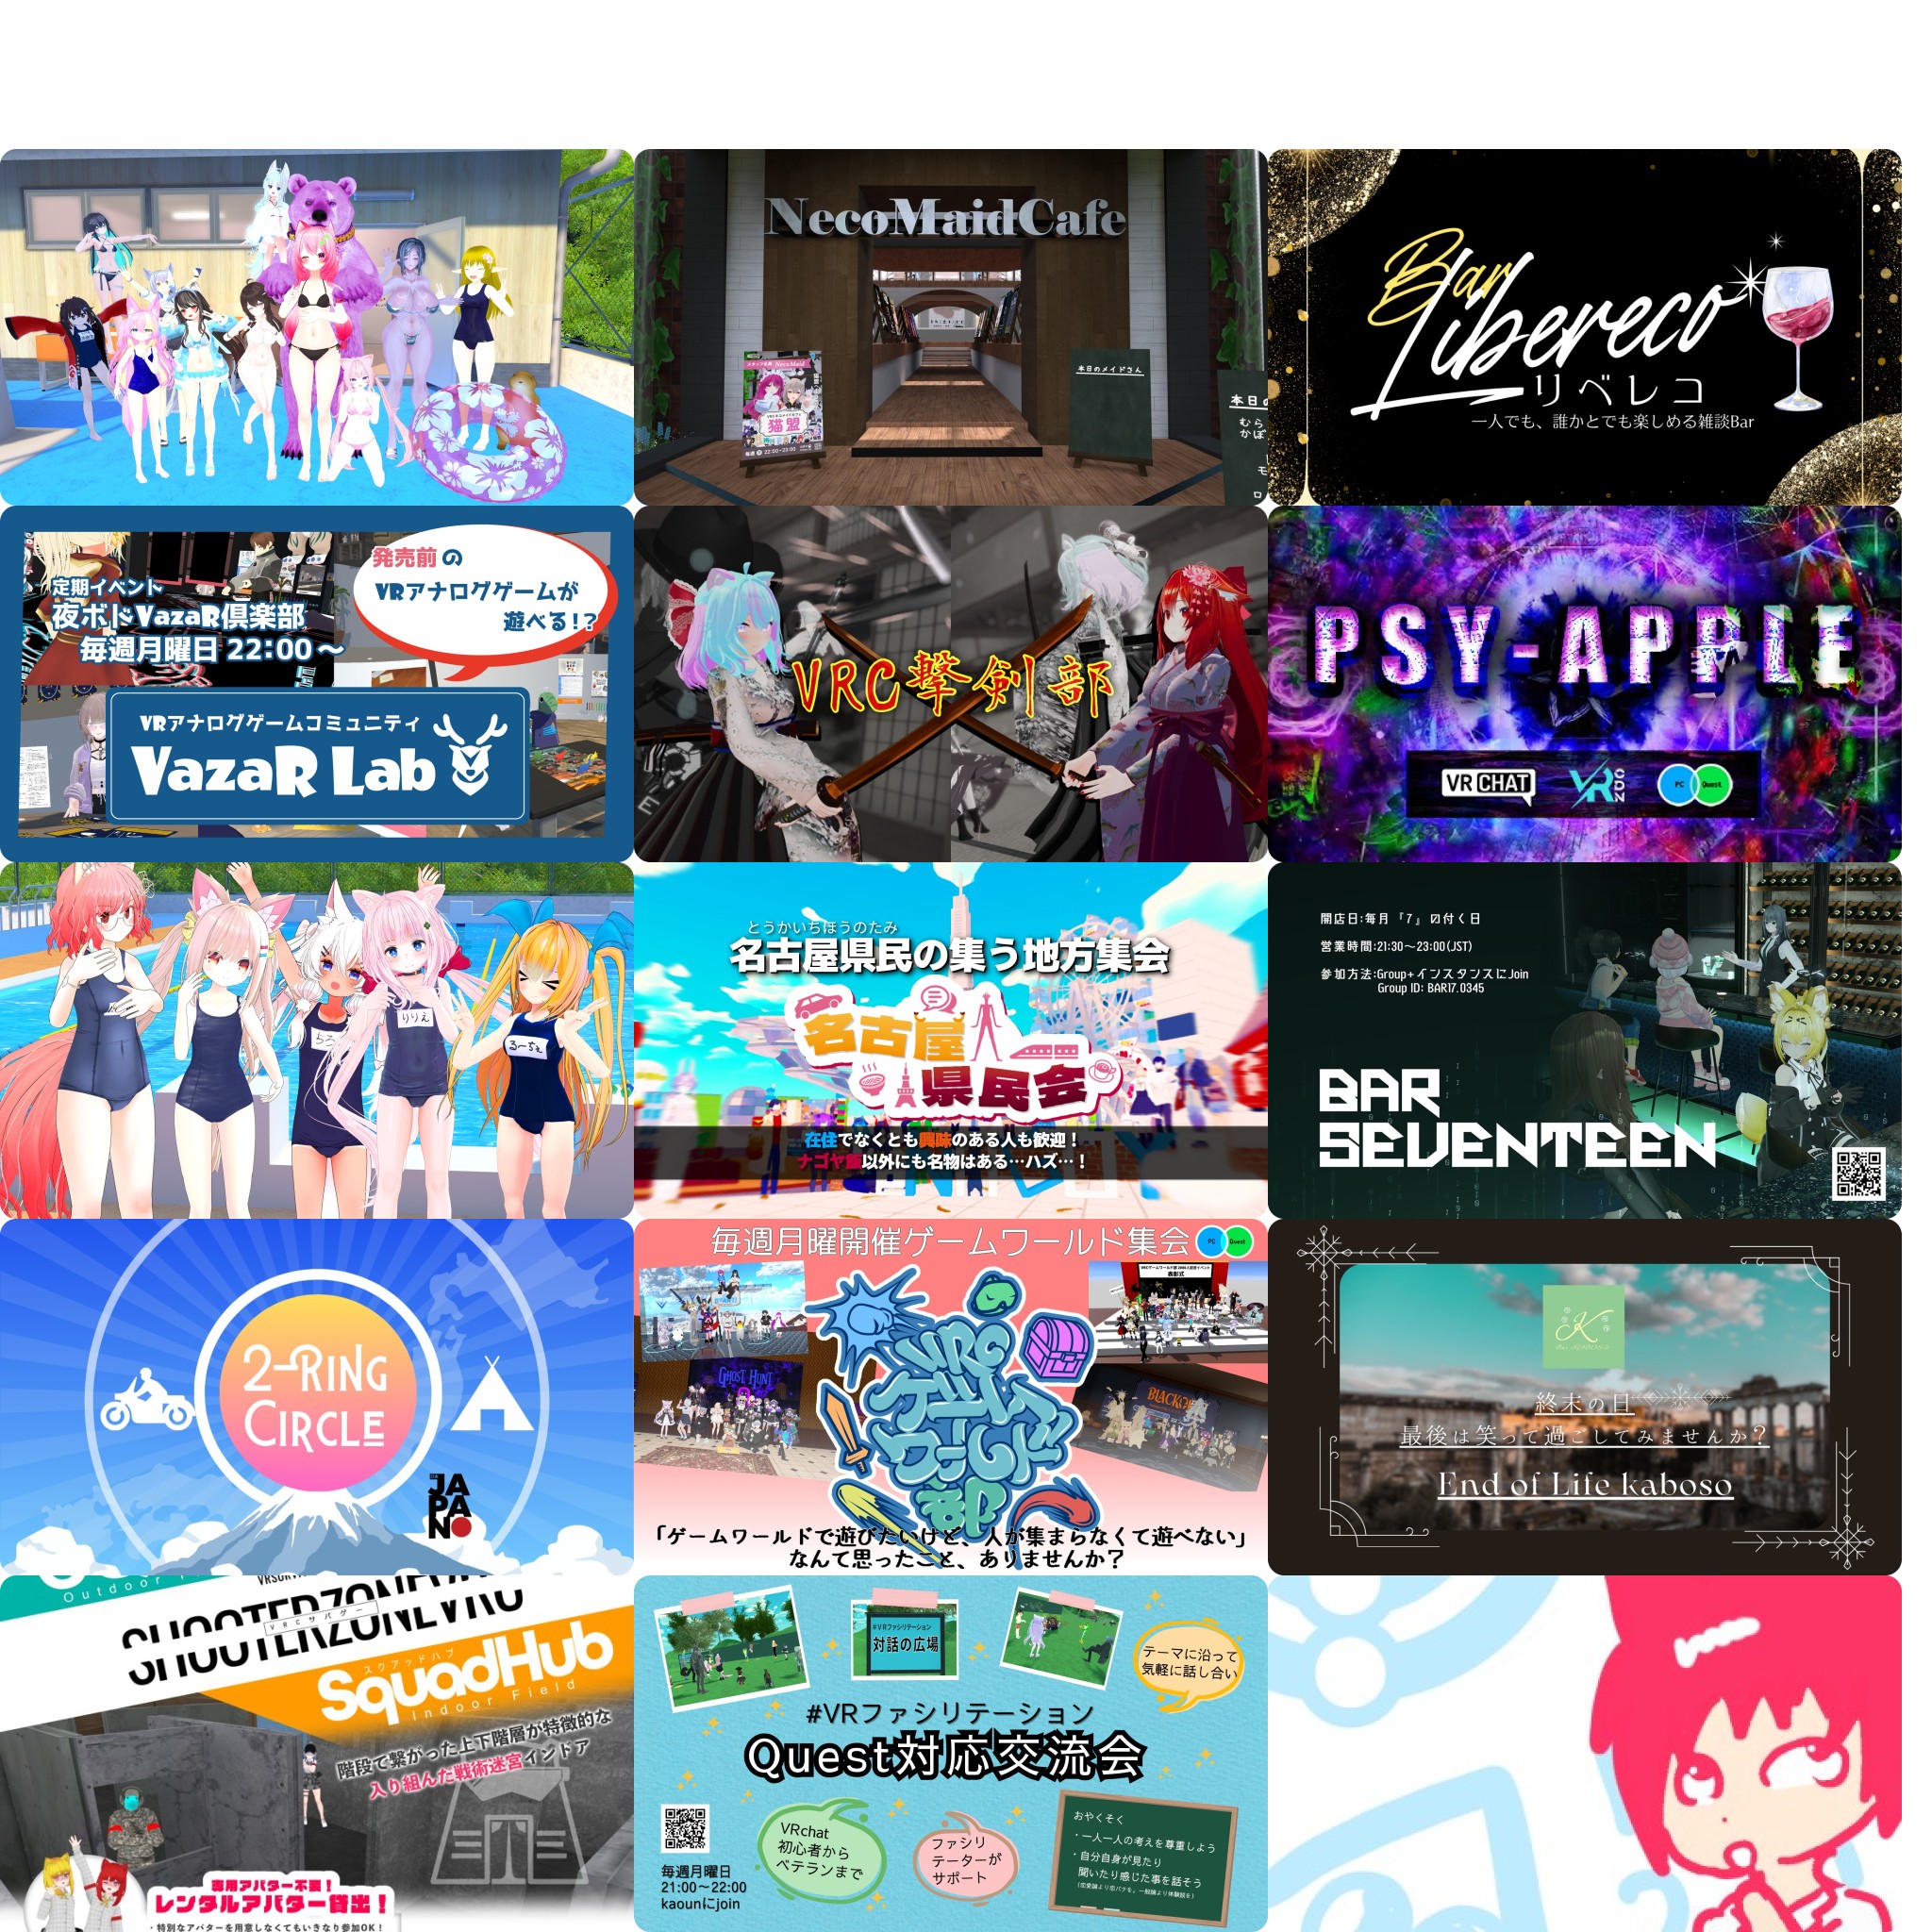 NecoMaidCafe
NecoMaid
猫盟
22:00~23:00
本日のメイドさん
本日の
むら
かぼ
モ
ロ
Bar
Libereco
リベレコ
一人でも、誰かとでも楽しめる雑談Bar
定期イベント
夜ボドVazaR倶楽部
毎週月曜日 22:00~
発売前の
VRアナログゲームが
遊べる!?
VRアナログゲームコミュニティ
VazaR Lab
VRC撃剣部
PSY-APPLE
VRCHAT
VR
PC
Quest
りりえ
るーちぇ
とうかいちほうのたみ
名古屋県民の集う地方集会
名古屋
県民会
在住でなくとも興味のある人も歓迎!
ナゴヤ飯以外にも名物はある…ハズ…!
開店日:毎月『7』の付く日
営業時間:21:30~23:00(JST)
参加方法:Group+インスタンスにJoin
Group ID: BAR17.0345
BAR
SEVENTEEN
2-RING
CIRCLE
JA
PA
NO
毎週月曜開催ゲームワールド集会
PC
Quest
表彰式
GHOST HUNT
VRC
ゲーム
ワールド
部
「ゲームワールドで遊びたいけど、人が集まらなくて遊べない」
なんて思ったこと、ありませんか?
K
終末の日
最後は笑って過ごしてみませんか?
End of Life kaboso
Outdoor
SHOOTERZONEVRC
VRCサバゲー
スクアッドハブ
SquadHub
Indoor Field
階段で繋がった上下階層が特徴的な
入り組んだ戦術迷宮インドア
専用アバター不要!
レンタルアバター貸出!
・特別なアバターを用意しなくてもいきなり参加OK!
#VRファシリテーション
対話の広場
テーマに沿って
気軽に話し合い
#VRファシリテーション
Quest対応交流会
毎週月曜日
21:00~22:00
kaounにjoin
VRchat
初心者から
ベテランまで
ファシリ
テーターが
サポート
おやくそく
・一人一人の考えを尊重しよう
・自分自身が見たり
聞いたり感じた事を話そう